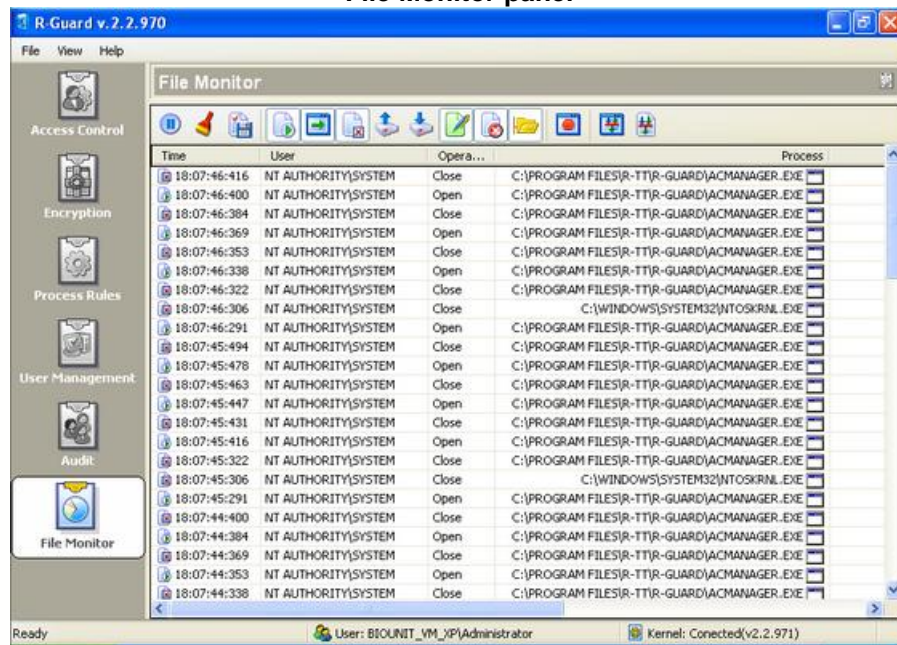 File Monitor panel
R-Guard v.2.2.970
File View Help
File Monitor
Access Control
Encryption
Process Rules
User Management
Audit
File Monitor
Time User Opera... Process
18:07:46:416 NT AUTHORITY\SYSTEM Close C:\PROGRAM FILES\R-TT\R-GUARD\ACMANAGER.EXE
18:07:46:400 NT AUTHORITY\SYSTEM Open C:\PROGRAM FILES\R-TT\R-GUARD\ACMANAGER.EXE
18:07:46:384 NT AUTHORITY\SYSTEM Close C:\PROGRAM FILES\R-TT\R-GUARD\ACMANAGER.EXE
18:07:46:369 NT AUTHORITY\SYSTEM Open C:\PROGRAM FILES\R-TT\R-GUARD\ACMANAGER.EXE
18:07:46:353 NT AUTHORITY\SYSTEM Close C:\PROGRAM FILES\R-TT\R-GUARD\ACMANAGER.EXE
18:07:46:338 NT AUTHORITY\SYSTEM Open C:\PROGRAM FILES\R-TT\R-GUARD\ACMANAGER.EXE
18:07:46:322 NT AUTHORITY\SYSTEM Close C:\PROGRAM FILES\R-TT\R-GUARD\ACMANAGER.EXE
18:07:46:306 NT AUTHORITY\SYSTEM Close C:\WINDOWS\SYSTEM32\NTOSKRNL.EXE
18:07:46:291 NT AUTHORITY\SYSTEM Open C:\PROGRAM FILES\R-TT\R-GUARD\ACMANAGER.EXE
18:07:45:494 NT AUTHORITY\SYSTEM Close C:\PROGRAM FILES\R-TT\R-GUARD\ACMANAGER.EXE
18:07:45:478 NT AUTHORITY\SYSTEM Open C:\PROGRAM FILES\R-TT\R-GUARD\ACMANAGER.EXE
18:07:45:463 NT AUTHORITY\SYSTEM Close C:\PROGRAM FILES\R-TT\R-GUARD\ACMANAGER.EXE
18:07:45:447 NT AUTHORITY\SYSTEM Open C:\PROGRAM FILES\R-TT\R-GUARD\ACMANAGER.EXE
18:07:45:431 NT AUTHORITY\SYSTEM Close C:\PROGRAM FILES\R-TT\R-GUARD\ACMANAGER.EXE
18:07:45:416 NT AUTHORITY\SYSTEM Open C:\PROGRAM FILES\R-TT\R-GUARD\ACMANAGER.EXE
18:07:45:322 NT AUTHORITY\SYSTEM Close C:\PROGRAM FILES\R-TT\R-GUARD\ACMANAGER.EXE
18:07:45:306 NT AUTHORITY\SYSTEM Close C:\WINDOWS\SYSTEM32\NTOSKRNL.EXE
18:07:45:291 NT AUTHORITY\SYSTEM Open C:\PROGRAM FILES\R-TT\R-GUARD\ACMANAGER.EXE
18:07:44:400 NT AUTHORITY\SYSTEM Close C:\PROGRAM FILES\R-TT\R-GUARD\ACMANAGER.EXE
18:07:44:384 NT AUTHORITY\SYSTEM Open C:\PROGRAM FILES\R-TT\R-GUARD\ACMANAGER.EXE
18:07:44:369 NT AUTHORITY\SYSTEM Close C:\PROGRAM FILES\R-TT\R-GUARD\ACMANAGER.EXE
18:07:44:353 NT AUTHORITY\SYSTEM Open C:\PROGRAM FILES\R-TT\R-GUARD\ACMANAGER.EXE
18:07:44:338 NT AUTHORITY\SYSTEM Close C:\PROGRAM FILES\R-TT\R-GUARD\ACMANAGER.EXE
Ready User: BIOUNIT_VM_XP\Administrator Kernel: Conected(v2.2.971)